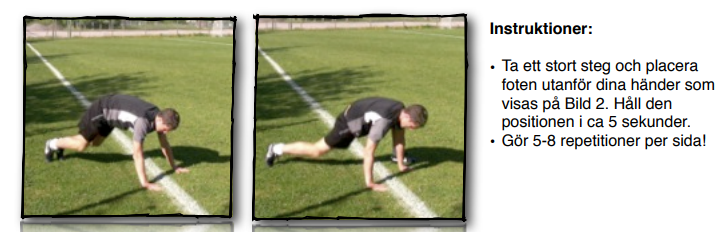 Instruktioner:
• Ta ett stort steg och placera
foten utanför dina händer som
visas på Bild 2. Håll den
positionen i ca 5 sekunder.
• Gör 5-8 repetitioner per sida!